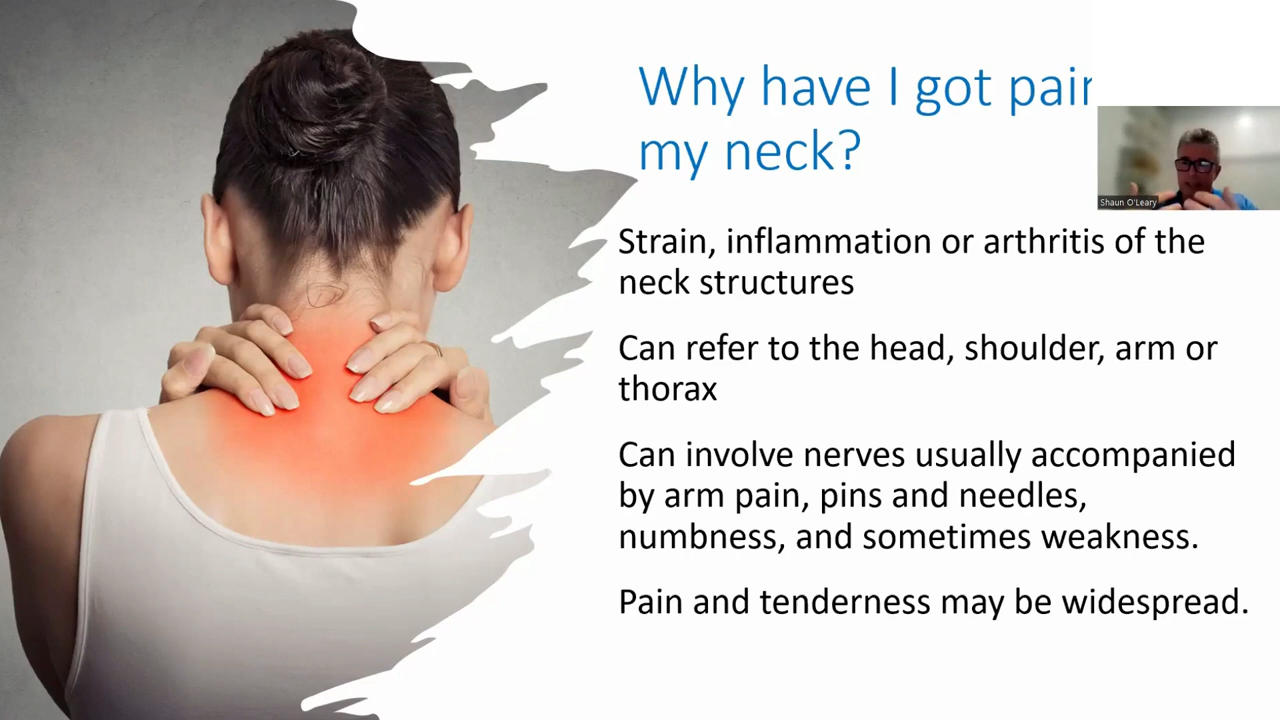 Why have I got pain
my neck?
Shaun O'Leary
Strain, inflammation or arthritis of the
neck structures
Can refer to the head, shoulder, arm or
thorax
Can involve nerves usually accompanied
by arm pain, pins and needles,
numbness, and sometimes weakness.
Pain and tenderness may be widespread.